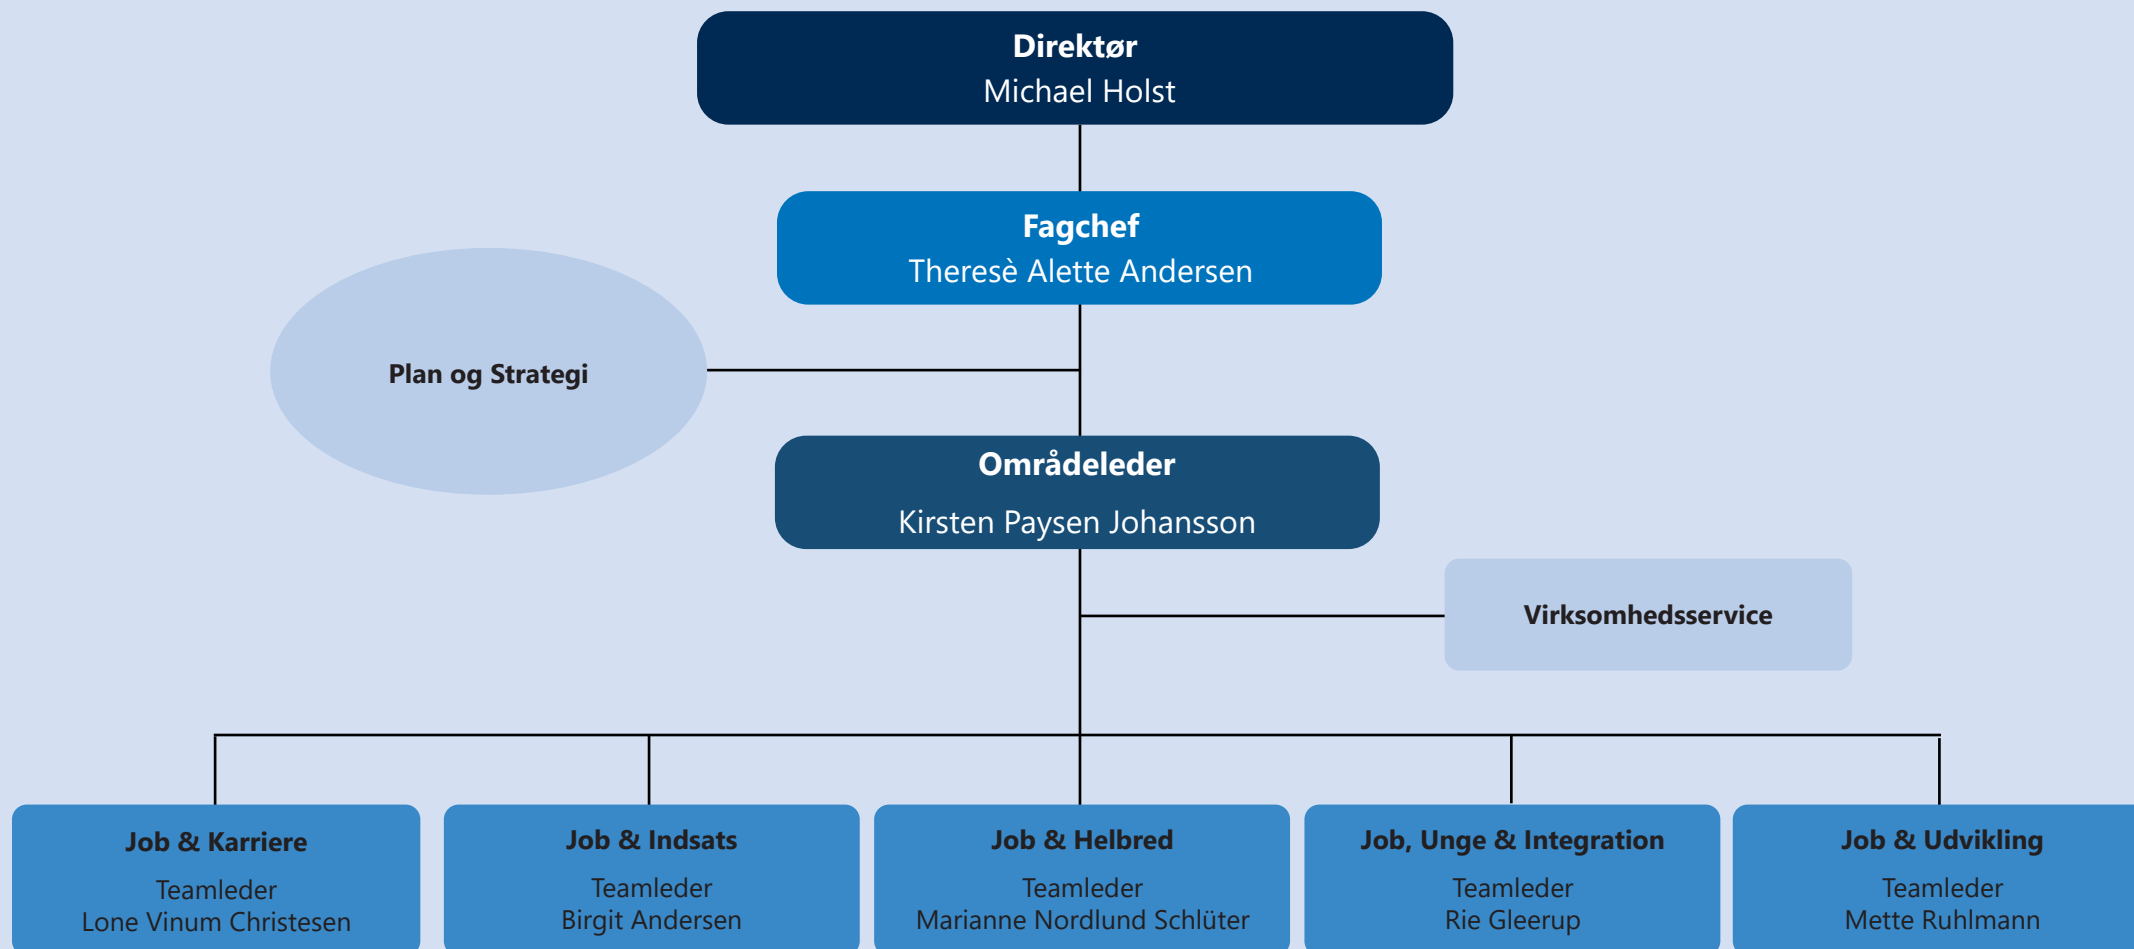 Direktør
Michael Holst
Fagchef
Theresè Alette Andersen
Plan og Strategi
Områdeleder
Kirsten Paysen Johansson
Virksomhedsservice
Job & Karriere
Teamleder
Lone Vinum Christesen
Job & Indsats
Teamleder
Birgit Andersen
Job & Helbred
Teamleder
Marianne Nordlund Schlüter
Job, Unge & Integration
Teamleder
Rie Gleerup
Job & Udvikling
Teamleder
Mette Ruhlmann